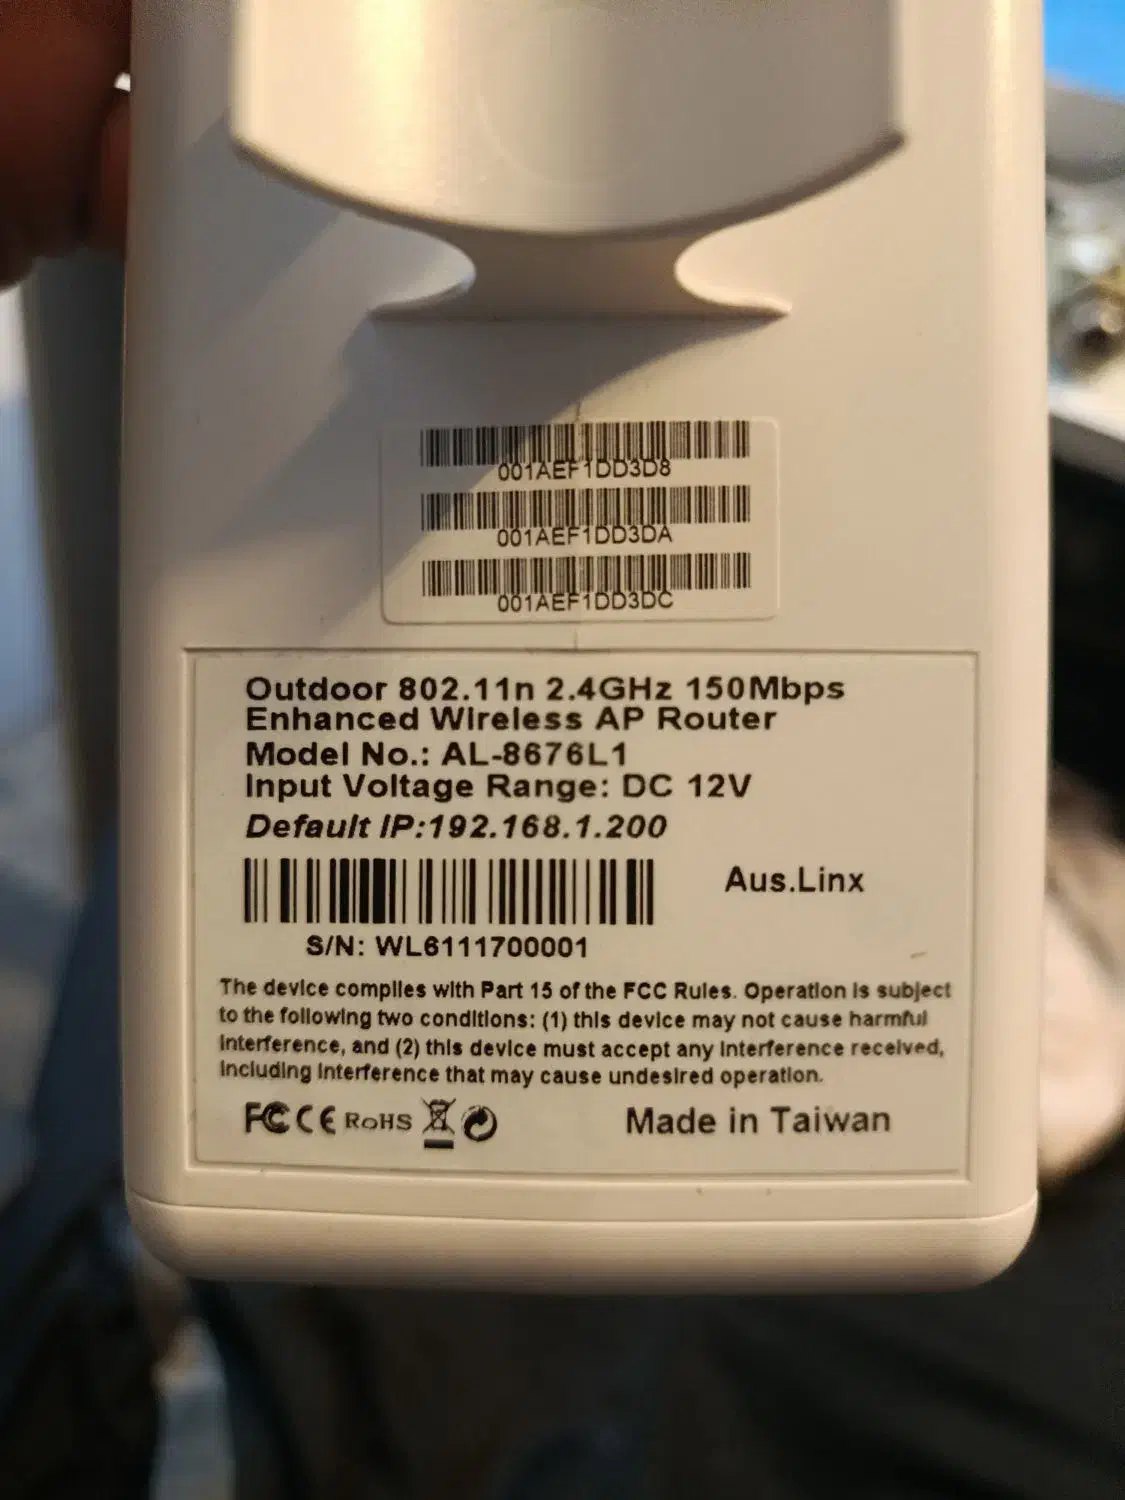 001AEF1DD3D8
001AEF1DD3DA
001AEF1DD3DC
Outdoor 802.11n 2.4GHz 150Mbps
Enhanced Wireless AP Router
Model No.: AL-8676L1
Input Voltage Range: DC 12V
Default IP:192.168.1.200
Aus.Linx
S/N: WL6111700001
The device complies with Part 15 of the FCC Rules. Operation is subject
to the following two conditions: (1) this device may not cause harmful
interference, and (2) this device must accept any interference received,
including interference that may cause undesired operation.
FC CE RoHS Made in Taiwan